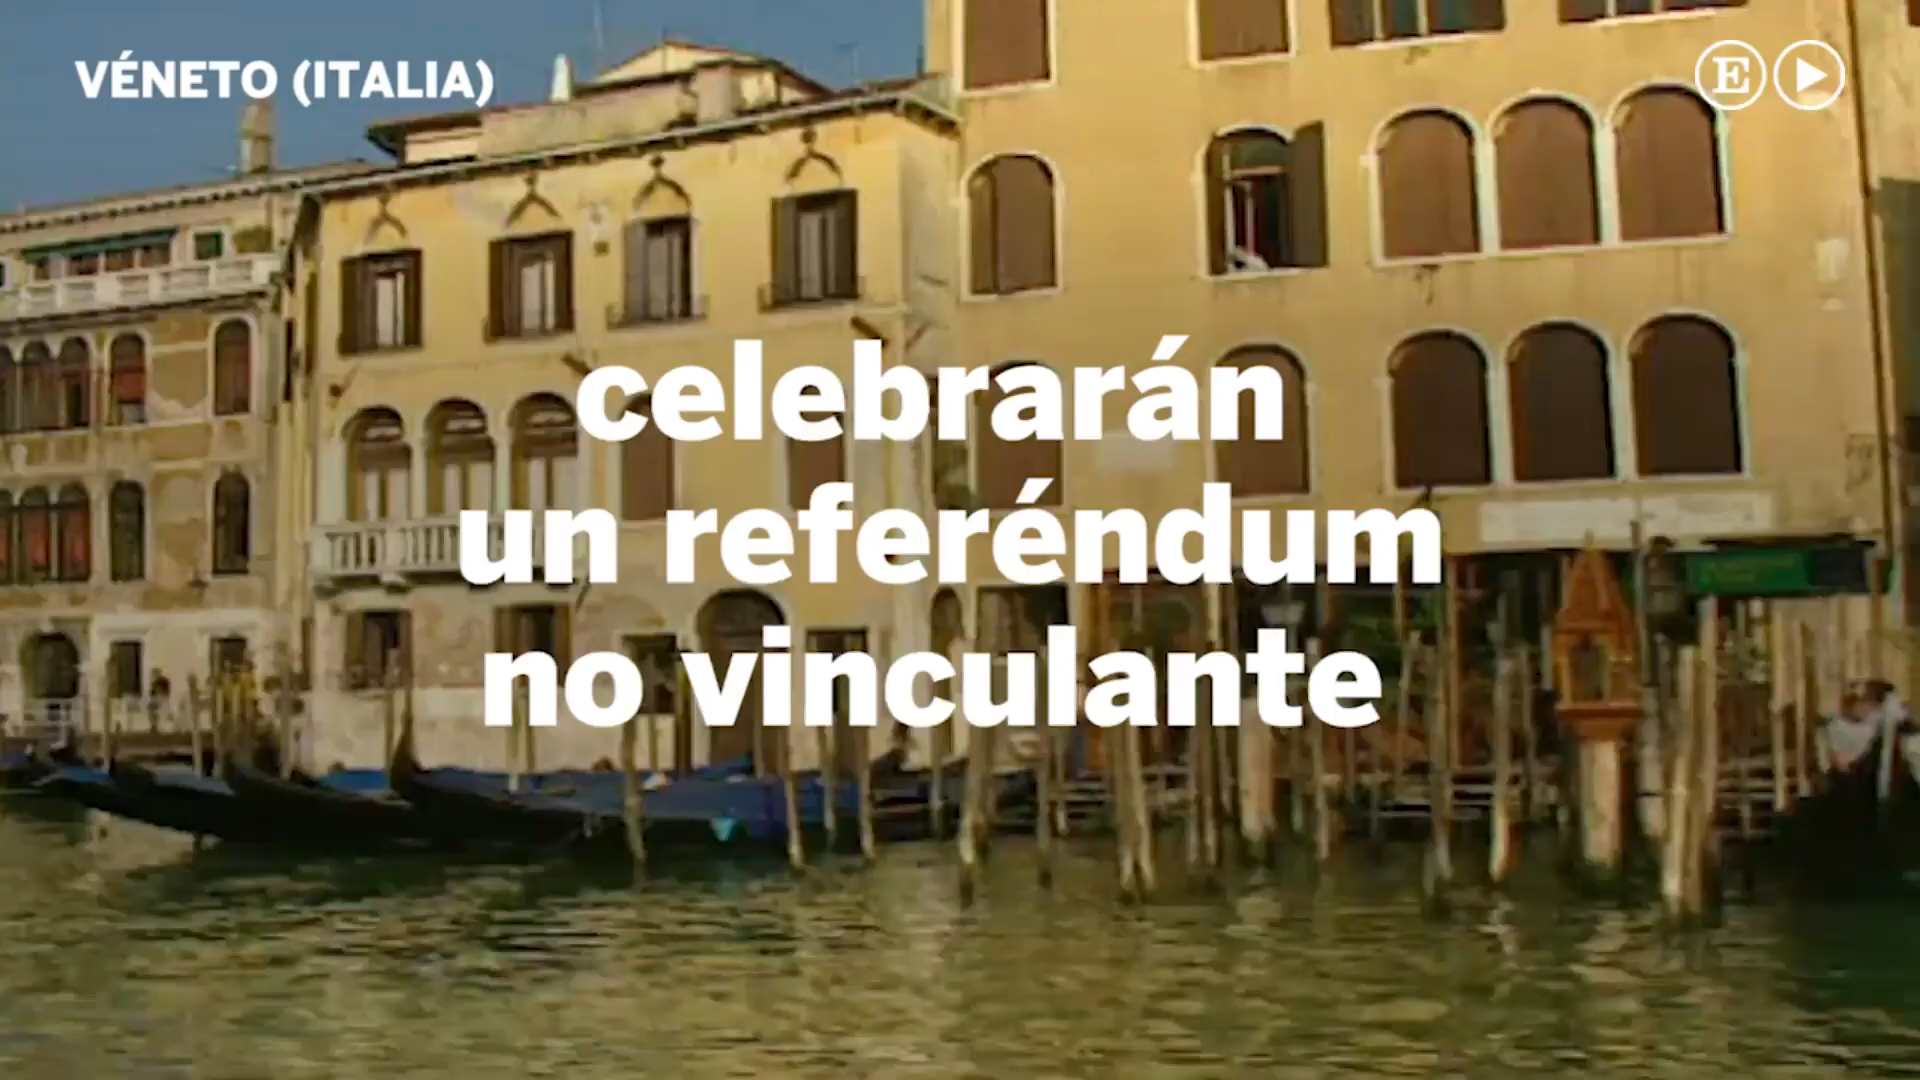 VÉNETO (ITALIA)
E
celebrarán
un referéndum
no vinculante